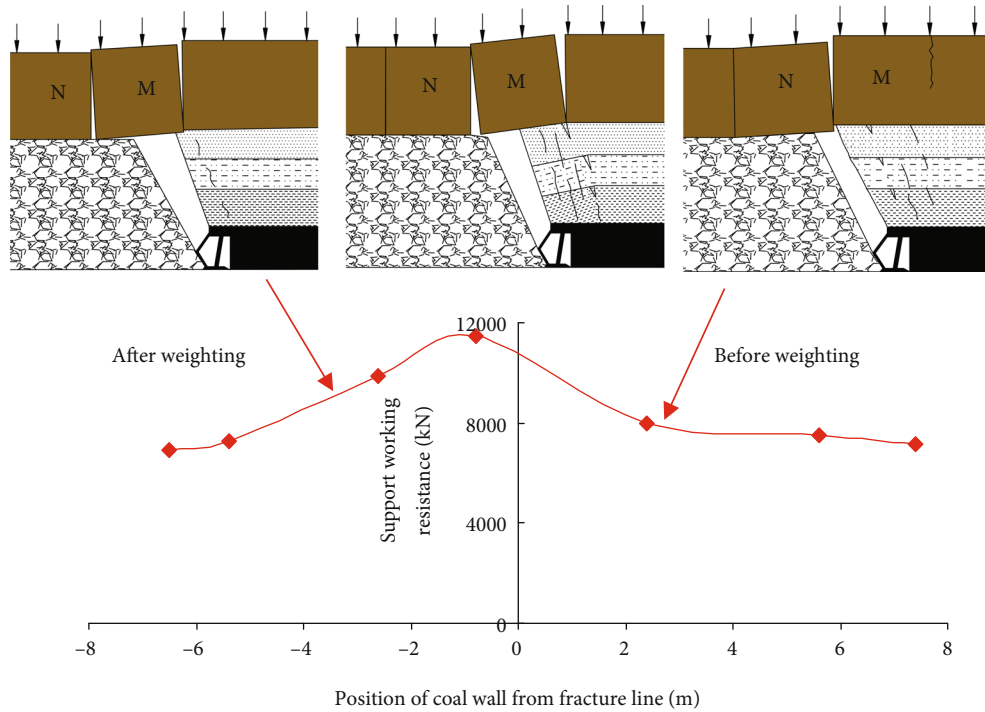 N
M
N
M
N
M
After weighting
Before weighting
12000
8000
4000
0
Support working
resistance (kN)
−8
−6
−4
−2
0
2
4
6
8
Position of coal wall from fracture line (m)